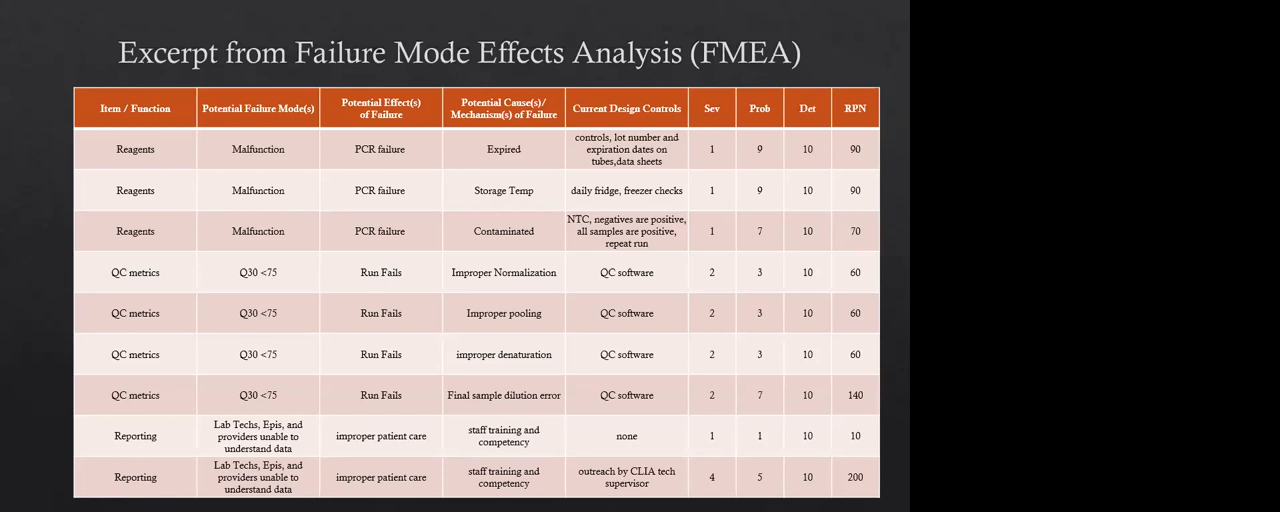 Excerpt from Failure Mode Effects Analysis (FMEA)
Item / Function Potential Failure Mode(s) Potential Effect(s) of Failure Potential Cause(s)/ Mechanism(s) of Failure Current Design Controls Sev Prob Det RPN
Reagents Malfunction PCR failure Expired controls, lot number and expiration dates on tubes,data sheets 1 9 10 90
Reagents Malfunction PCR failure Storage Temp daily fridge, freezer checks 1 9 10 90
Reagents Malfunction PCR failure Contaminated NTC, negatives are positive, all samples are positive, repeat run 1 7 10 70
QC metrics Q30 <75 Run Fails Improper Normalization QC software 2 3 10 60
QC metrics Q30 <75 Run Fails Improper pooling QC software 2 3 10 60
QC metrics Q30 <75 Run Fails improper denaturation QC software 2 3 10 60
QC metrics Q30 <75 Run Fails Final sample dilution error QC software 2 7 10 140
Reporting Lab Techs, Epis, and providers unable to understand data improper patient care staff training and competency none 1 1 10 10
Reporting Lab Techs, Epis, and providers unable to understand data improper patient care staff training and competency outreach by CLIA tech supervisor 4 5 10 200